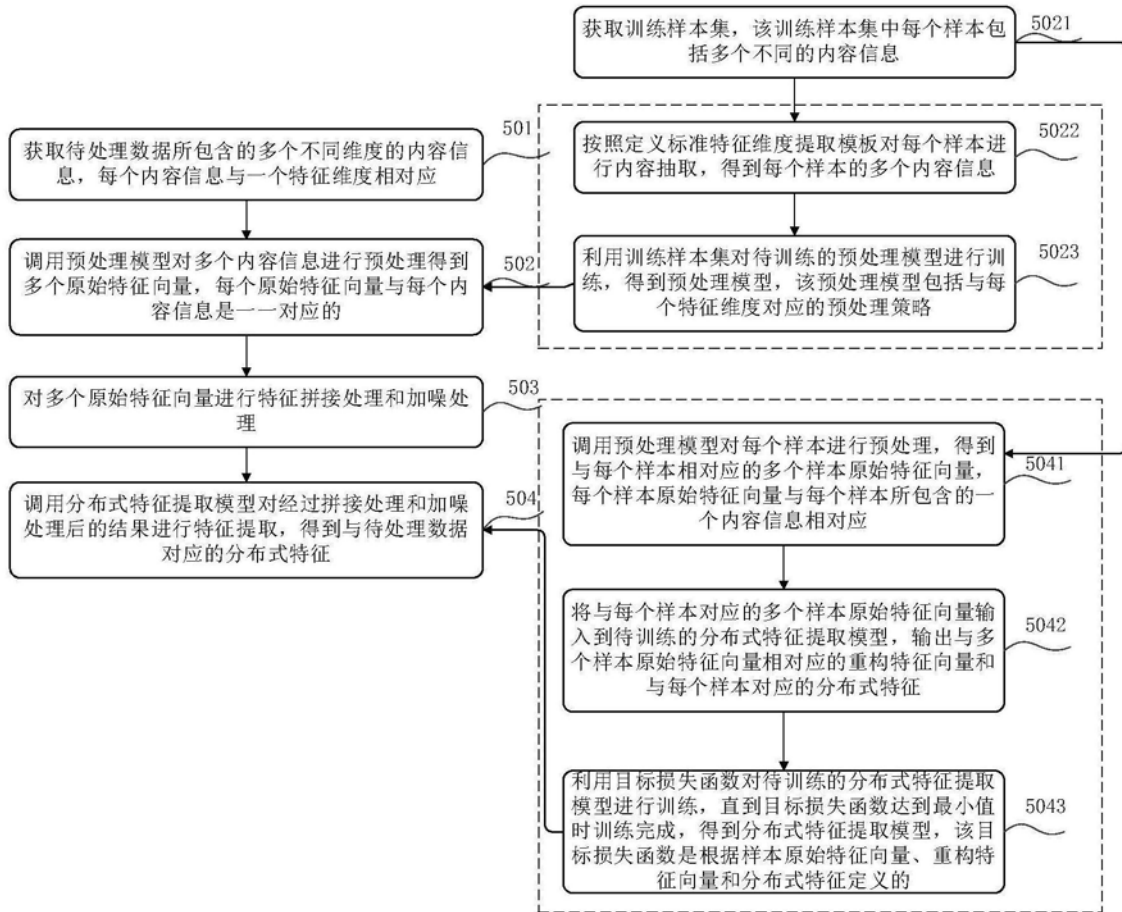 获取训练样本集，该训练样本集中每个样本包
括多个不同的内容信息
5021
按照定义标准特征维度提取模板对每个样本进
行内容抽取，得到每个样本的多个内容信息
5022
利用训练样本集对待训练的预处理模型进行训
练，得到预处理模型，该预处理模型包括与每
个特征维度对应的预处理策略
5023
获取待处理数据所包含的多个不同维度的内容信
息，每个内容信息与一个特征维度相对应
501
调用预处理模型对多个内容信息进行预处理得到
多个原始特征向量，每个原始特征向量与每个内
容信息是一一对应的
502
对多个原始特征向量进行特征拼接处理和加噪处
理
503
调用分布式特征提取模型对经过拼接处理和加噪
处理后的结果进行特征提取，得到与待处理数据
对应的分布式特征
504
调用预处理模型对每个样本进行预处理，得到
与每个样本相对应的多个样本原始特征向量，
每个样本原始特征向量与每个样本所包含的一
个内容信息相对应
5041
将与每个样本对应的多个样本原始特征向量输
入到待训练的分布式特征提取模型，输出与多
个样本原始特征向量相对应的重构特征向量和
与每个样本对应的分布式特征
5042
利用目标损失函数对待训练的分布式特征提取
模型进行训练，直到目标损失函数达到最小值
时训练完成，得到分布式特征提取模型，该目
标损失函数是根据样本原始特征向量、重构特
征向量和分布式特征定义的
5043